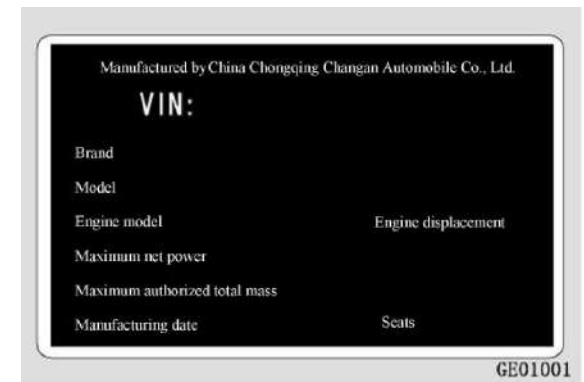 Manufactured by China Chongqing Changan Automobile Co., Ltd.
VIN:
Brand
Model
Engine model Engine displacement
Maximum net power
Maximum authorized total mass
Manufacturing date Seats
GE01001